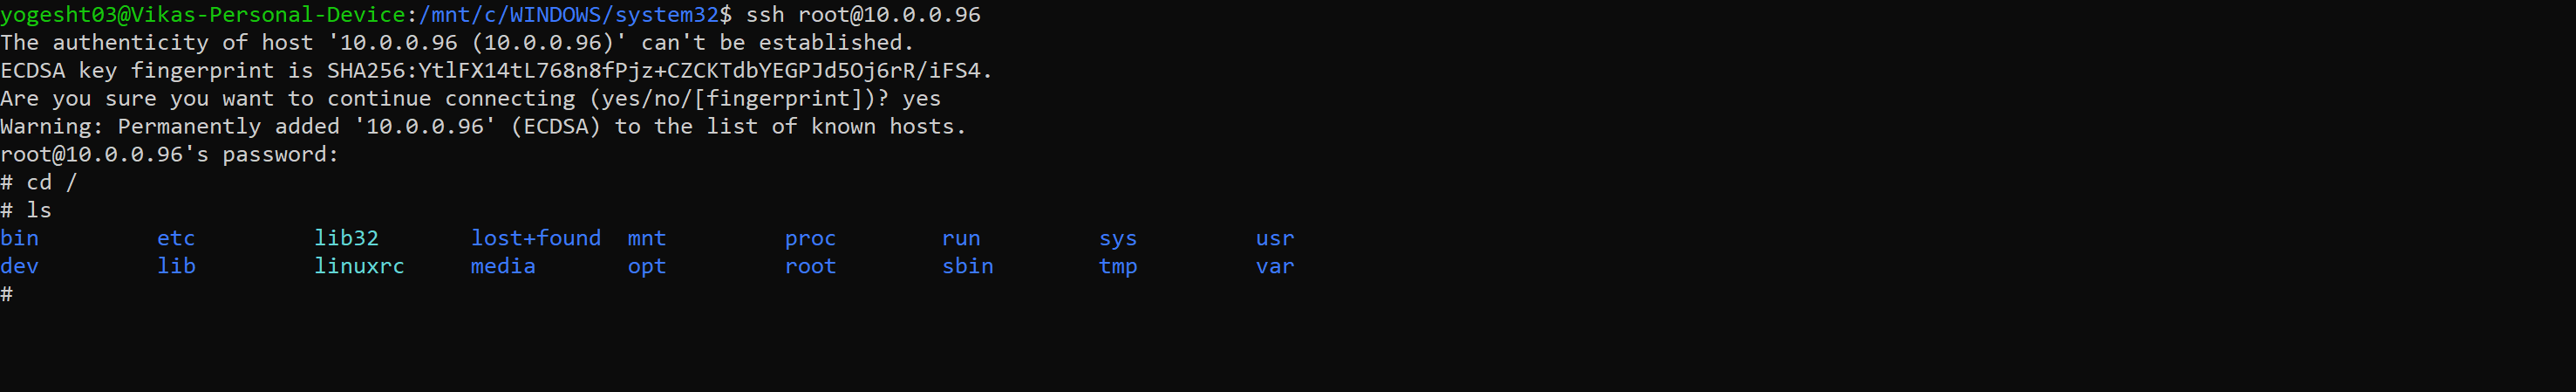 yogesht03@Vikas-Personal-Device:/mnt/c/WINDOWS/system32$ ssh root@10.0.0.96
The authenticity of host '10.0.0.96 (10.0.0.96)' can't be established.
ECDSA key fingerprint is SHA256:YtlFX14tL768n8fPjz+CZCKTdbYEGPJd5Oj6rR/iFS4.
Are you sure you want to continue connecting (yes/no/[fingerprint])? yes
Warning: Permanently added '10.0.0.96' (ECDSA) to the list of known hosts.
root@10.0.0.96's password:
# cd /
# ls
bin etc lib32 lost+found mnt proc run sys usr
dev lib linuxrc media opt root sbin tmp var
#